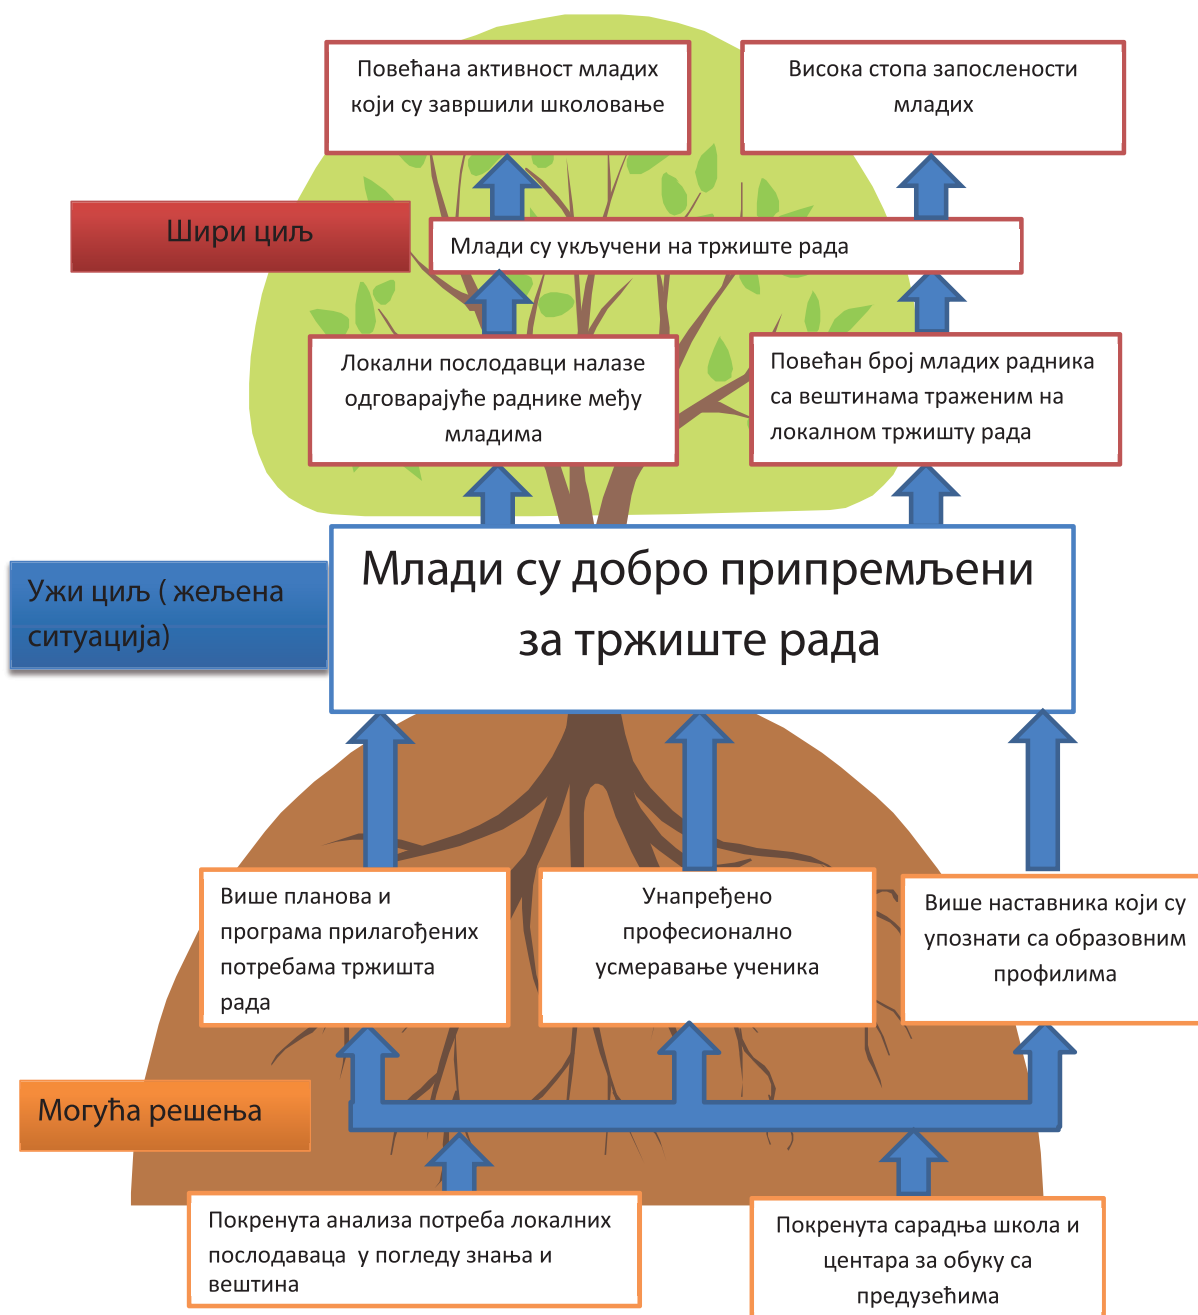 Повећана активност младих
који су завршили школовање
Висока стопа запослености
младих
Шири циљ
Млади су укључени на тржиште рада
Локални послодавци налазе
одговарајуће раднике међу
младима
Повећан број младих радника
са вештинама траженим на
локалном тржишту рада
Ужи циљ ( жељена
ситуација)
Млади су добро припремљени
за тржиште рада
Више планова и
програма прилагођених
потребама тржишта
рада
Унапређено
професионално
усмеравање ученика
Више наставника који су
упознати са образовним
профилима
Могућа решења
Покренута анализа потреба локалних
послодаваца у погледу знања и
вештина
Покренута сарадња школа и
центара за обуку са
предузећима